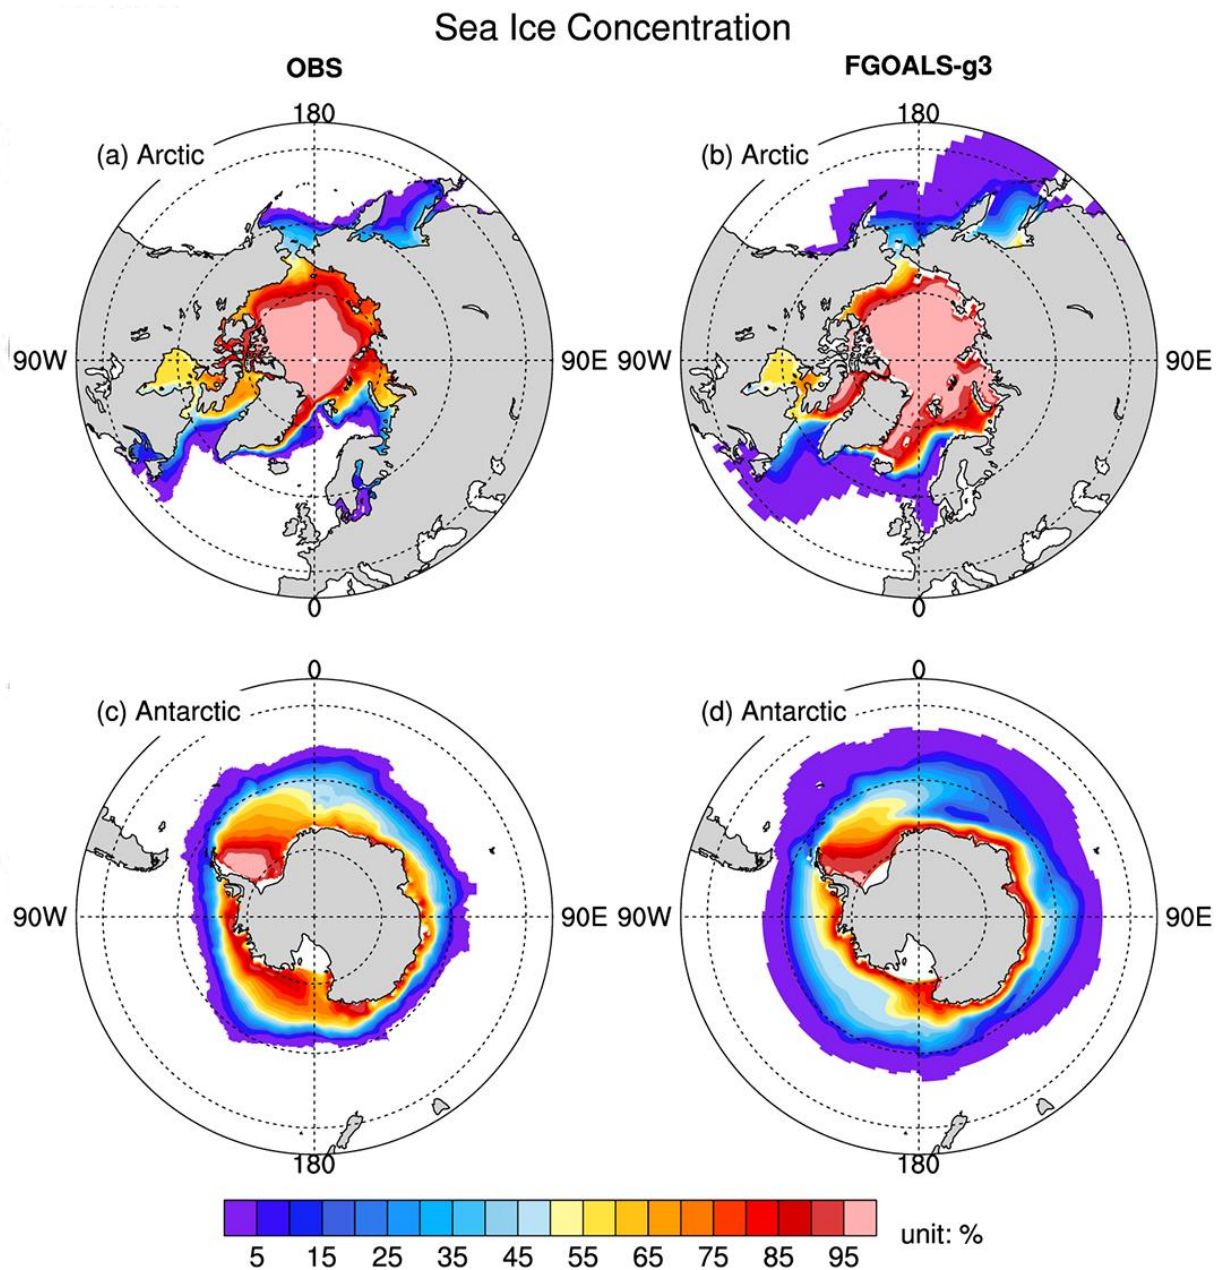 Sea Ice Concentration
OBS
FGOALS-g3
180
180
(a) Arctic
(b) Arctic
90W
90E
90W
90E
0
0
0
0
(c) Antarctic
(d) Antarctic
90W
90E
90W
90E
180
180
5 15 25 35 45 55 65 75 85 95
unit: %